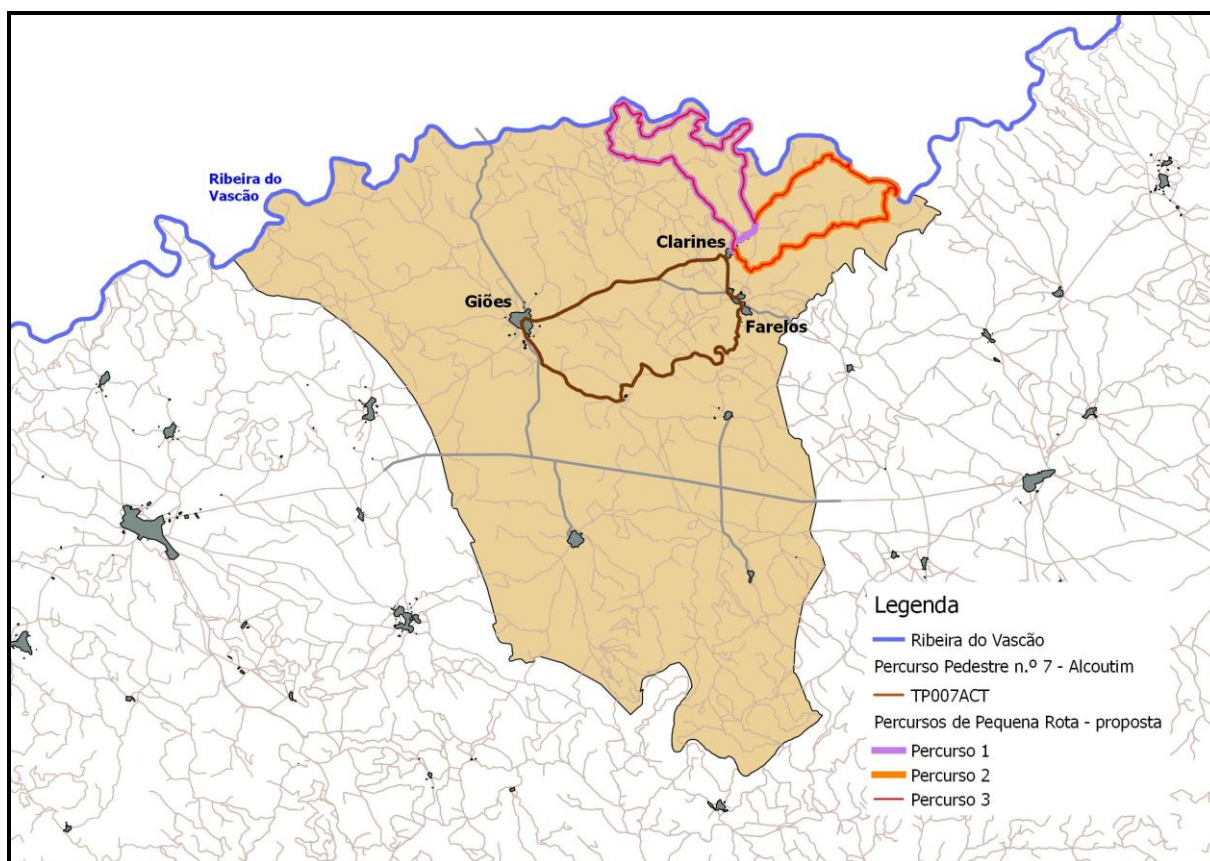 Ribeira do
Vascão
Clarines
Giões
Farelos
Legenda
Ribeira do Vascão
Percurso Pedestre n.º 7 - Alcoutim
TP007ACT
Percursos de Pequena Rota - proposta
Percurso 1
Percurso 2
Percurso 3